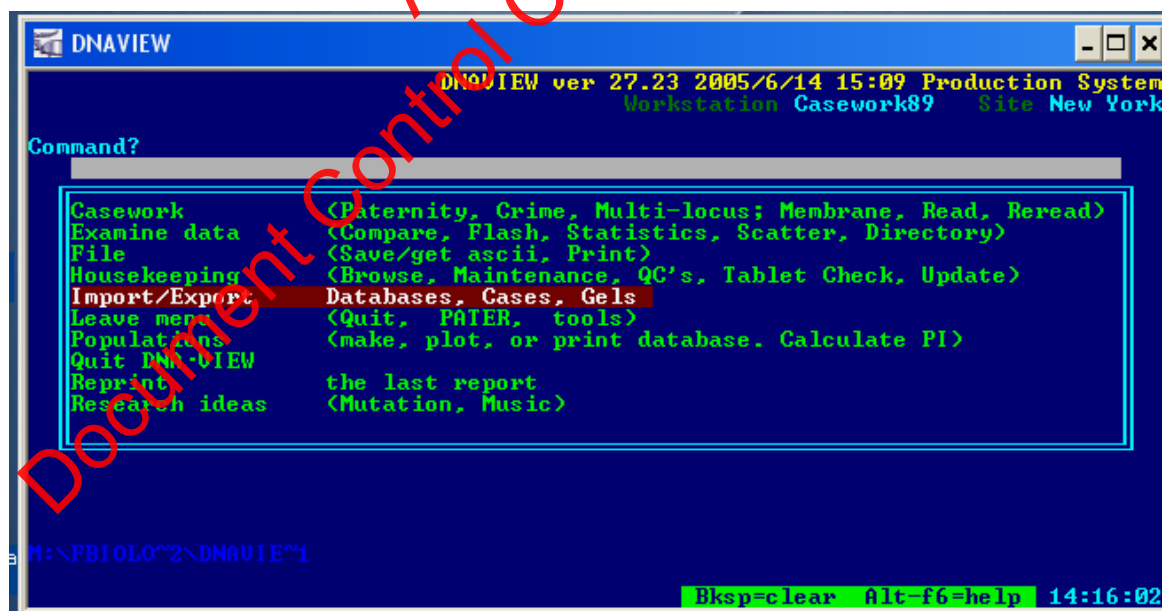 DNAVIEW
DNAVIEW ver 27.23 2005/6/14 15:09 Production System
Workstation Casework89 Site New York
Command?
Casework (Paternity, Crime, Multi-locus; Membrane, Read, Reread)
Examine data (Compare, Flash, Statistics, Scatter, Directory)
File (Save/get ascii, Print)
Housekeeping (Browse, Maintenance, QC's, Tablet Check, Update)
Import/Export Databases, Cases, Gels
Leave menu (Quit, PATER, tools)
Populations (make, plot, or print database. Calculate PI)
Quit DNA·VIEW
Reprint the last report
Research ideas (Mutation, Music)
M:\FBIOLO~2\DNAVIE~1
Bksp=clear Alt-f6=help 14:16:02
Document Control